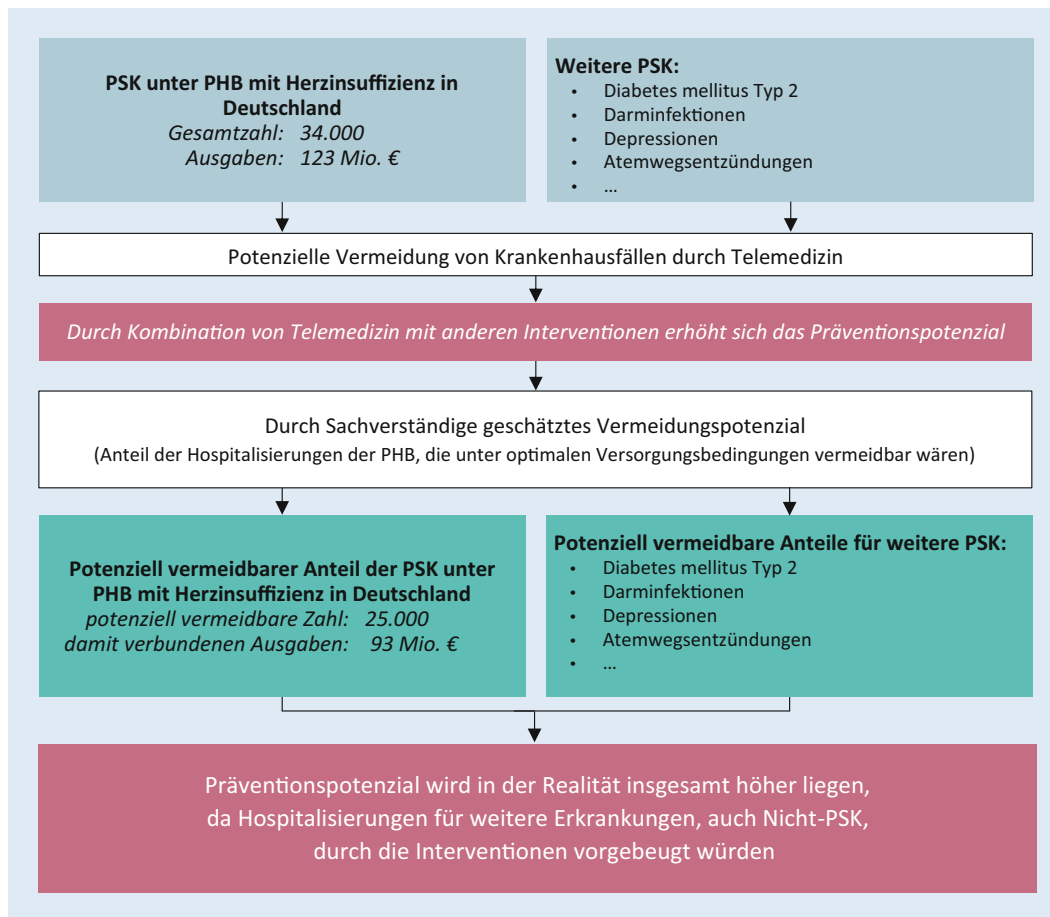 PSK unter PHB mit Herzinsuffizienz in
Deutschland
Gesamtzahl: 34.000
Ausgaben: 123 Mio. €
Weitere PSK:
• Diabetes mellitus Typ 2
• Darminfektionen
• Depressionen
• Atemwegsentzündungen
• ...
Potenzielle Vermeidung von Krankenhausfällen durch Telemedizin
Durch Kombination von Telemedizin mit anderen Interventionen erhöht sich das Präventionspotenzial
Durch Sachverständige geschätztes Vermeidungspotenzial
(Anteil der Hospitalisierungen der PHB, die unter optimalen Versorgungsbedingungen vermeidbar wären)
Potenziell vermeidbarer Anteil der PSK unter
PHB mit Herzinsuffizienz in Deutschland
potenziell vermeidbare Zahl: 25.000
damit verbundenen Ausgaben: 93 Mio. €
Potenziell vermeidbare Anteile für weitere PSK:
• Diabetes mellitus Typ 2
• Darminfektionen
• Depressionen
• Atemwegsentzündungen
• ...
Präventionspotenzial wird in der Realität insgesamt höher liegen,
da Hospitalisierungen für weitere Erkrankungen, auch Nicht-PSK,
durch die Interventionen vorgebeugt würden